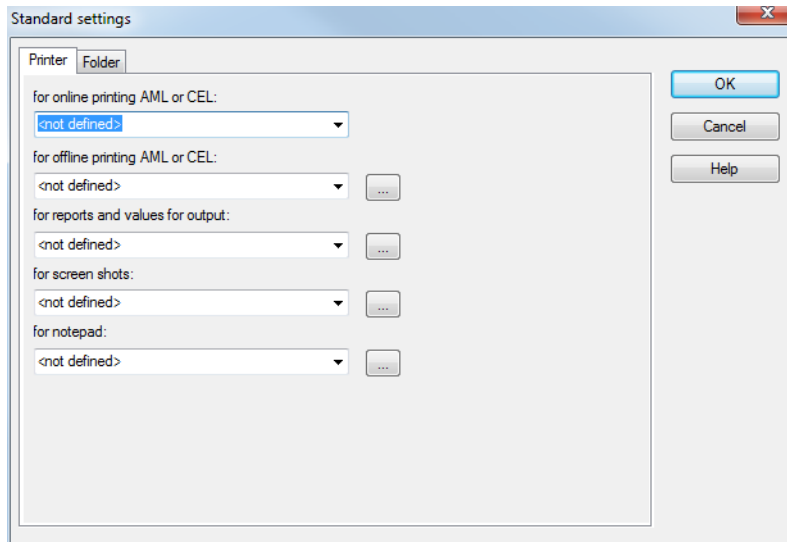 Standard settings
Printer Folder
for online printing AML or CEL:
<not defined>
for offline printing AML or CEL:
<not defined>
...
for reports and values for output:
<not defined>
...
for screen shots:
<not defined>
...
for notepad:
<not defined>
...
OK
Cancel
Help